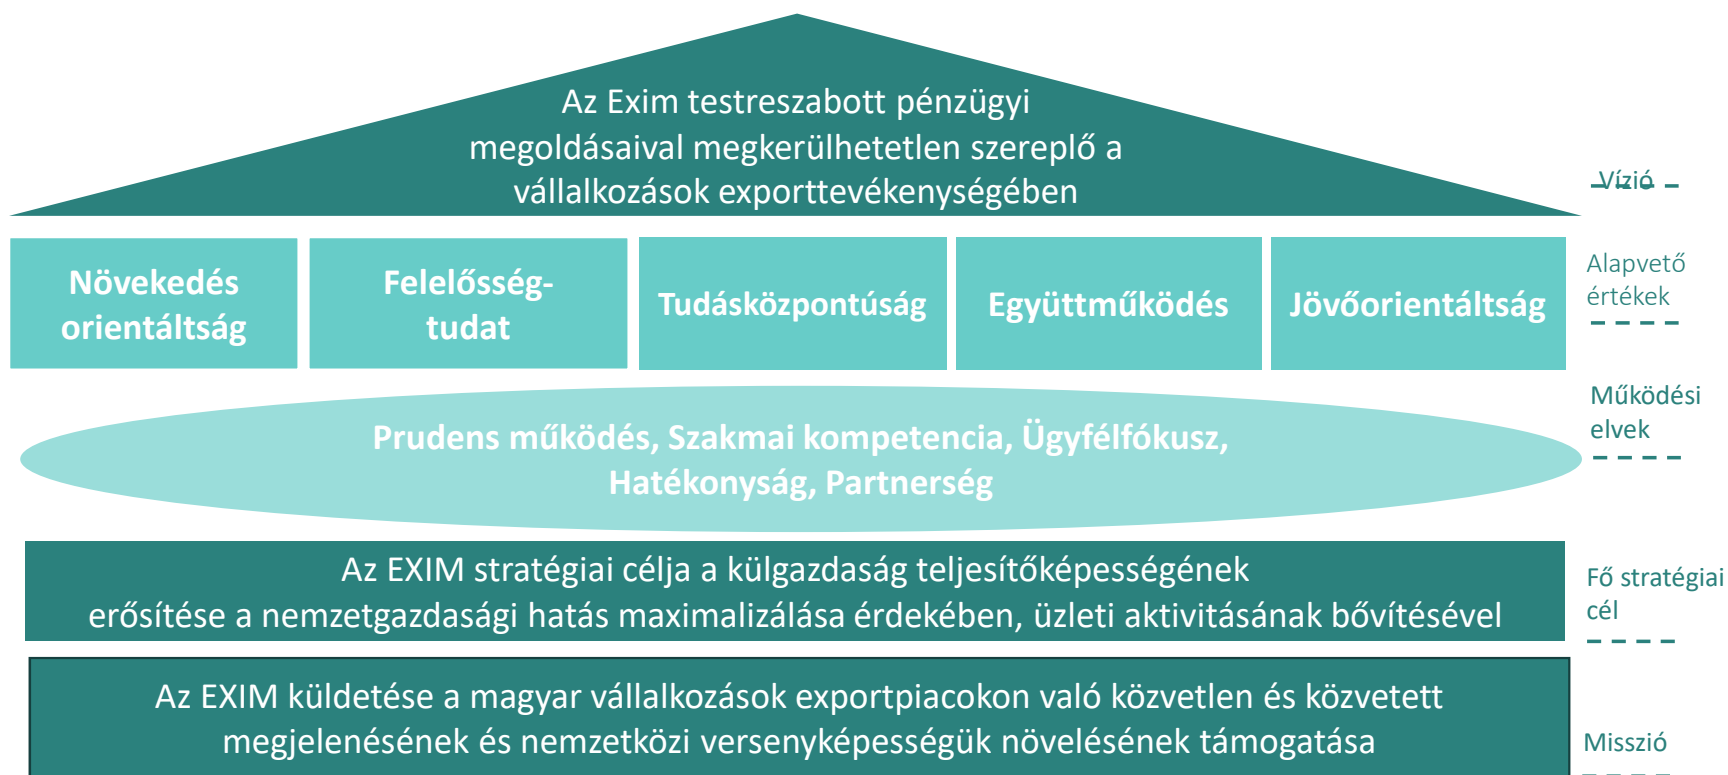 Az Exim testreszabott pénzügyi
megoldásaival megkerülhetetlen szereplő a
vállalkozások exporttevékenységében
Vízió
Növekedés
orientáltság
Felelősség-
tudat
Tudásközpontúság
Együttműködés
Jövőorientáltság
Alapvető
értékek
Prudens működés, Szakmai kompetencia, Ügyfélfókusz,
Hatékonyság, Partnerség
Működési
elvek
Az EXIM stratégiai célja a külgazdaság teljesítőképességének
erősítése a nemzetgazdasági hatás maximalizálása érdekében, üzleti aktivitásának bővítésével
Fő stratégiai
cél
Az EXIM küldetése a magyar vállalkozások exportpiacokon való közvetlen és közvetett
megjelenésének és nemzetközi versenyképességük növelésének támogatása
Misszió